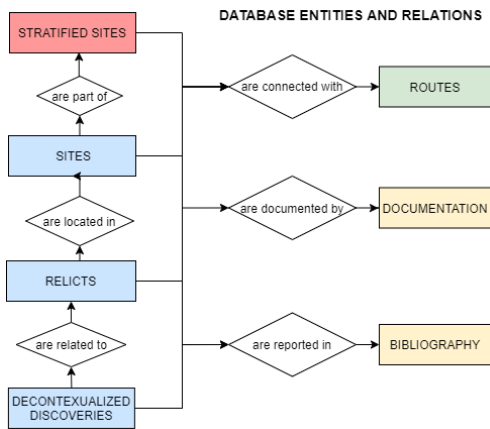 DATABASE ENTITIES AND RELATIONS
STRATIFIED SITES
are part of
are connected with
ROUTES
SITES
are located in
are documented by
DOCUMENTATION
RELICTS
are related to
are reported in
BIBLIOGRAPHY
DECONTEXUALIZED
DISCOVERIES